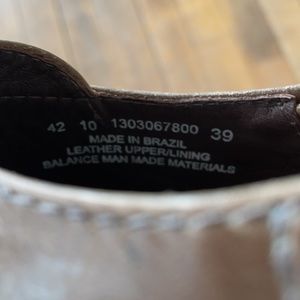 42 10 1303067800 39
MADE IN BRAZIL
LEATHER UPPER/LINING
BALANCE MAN MADE MATERIALS